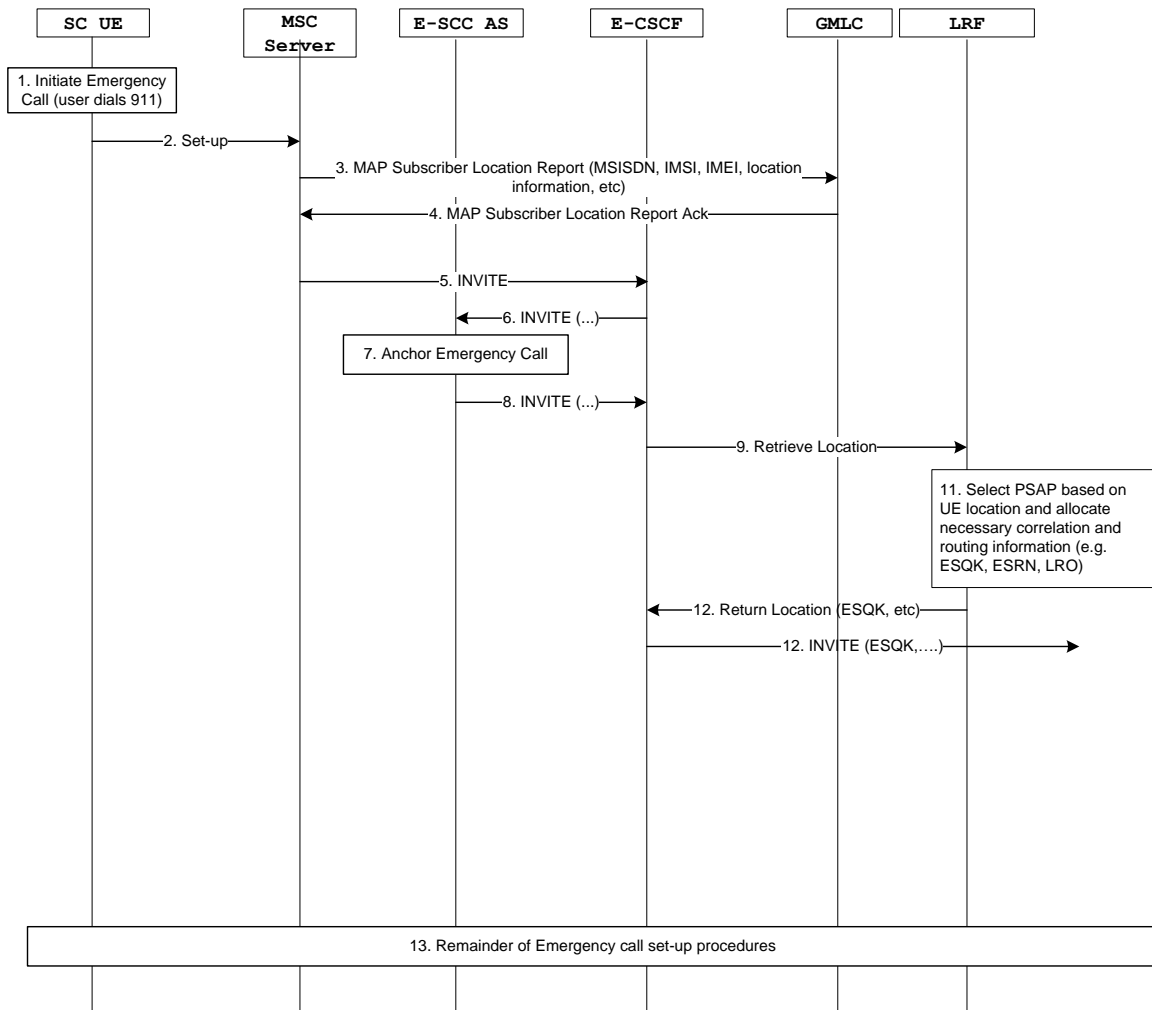 SC UE
MSC
Server
E-SCC AS
E-CSCF
GMLC
LRF
1. Initiate Emergency
Call (user dials 911)
2. Set-up
3. MAP Subscriber Location Report (MSISDN, IMSI, IMEI, location
information, etc)
4. MAP Subscriber Location Report Ack
5. INVITE
6. INVITE (...)
7. Anchor Emergency Call
8. INVITE (...)
9. Retrieve Location
11. Select PSAP based on
UE location and allocate
necessary correlation and
routing information (e.g.
ESQK, ESRN, LRO)
12. Return Location (ESQK, etc)
12. INVITE (ESQK,….)
13. Remainder of Emergency call set-up procedures